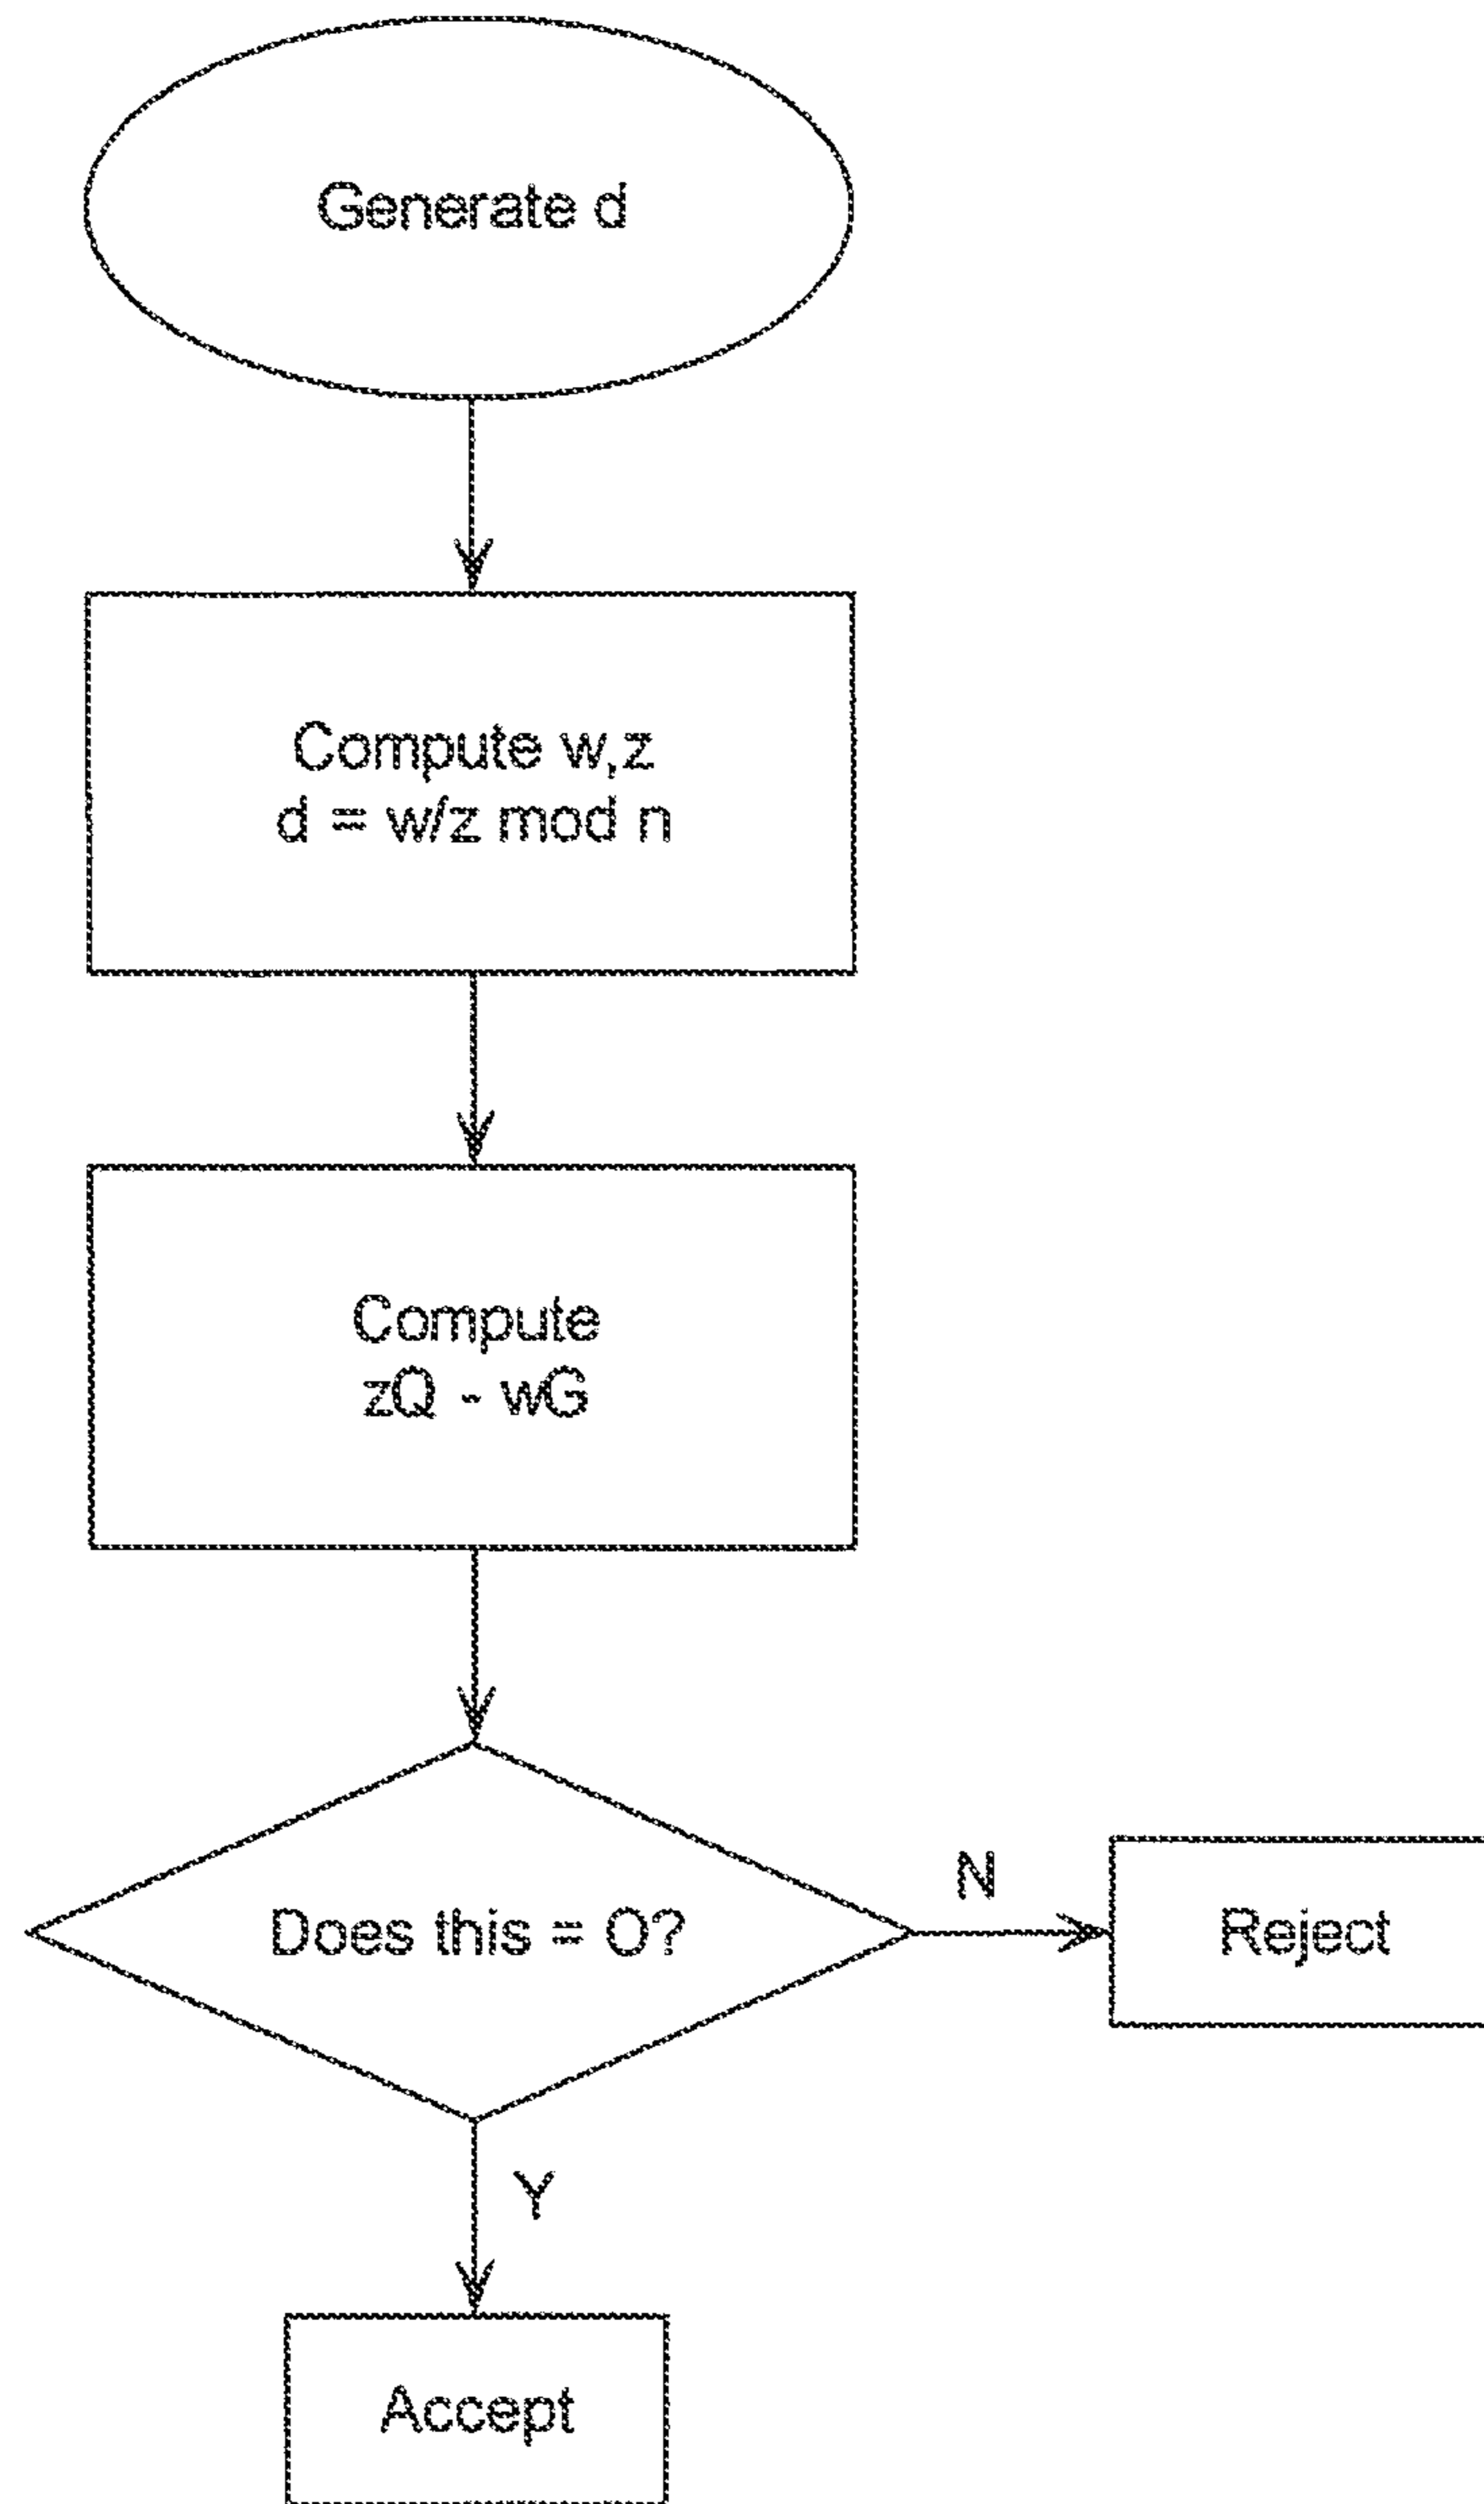 Generate d
Compute w,z
d = w/z mod n
Compute
zQ - wG
Does this = O?
N
Reject
Y
Accept